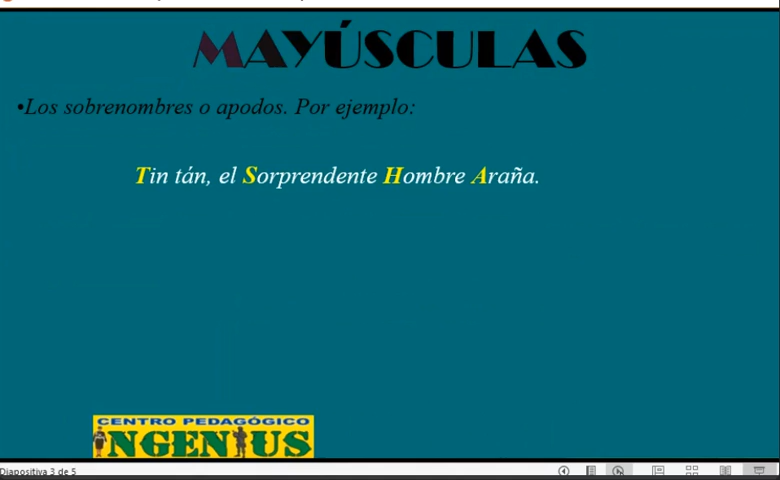 MAYÚSCULAS
•Los sobrenombres o apodos. Por ejemplo:
Tin tán, el Sorprendente Hombre Araña.
CENTRO PEDAGÓGICO
INGENIUS
Diapositiva 3 de 5